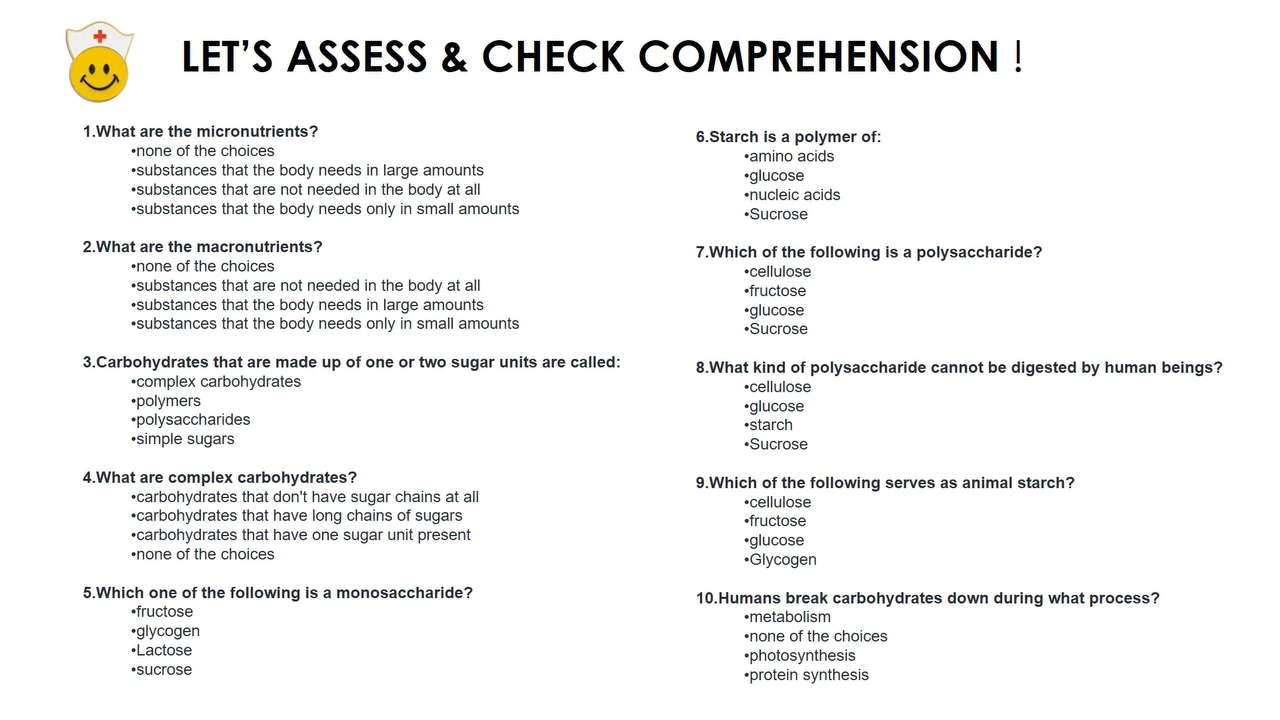 LET'S ASSESS & CHECK COMPREHENSION !
1.What are the micronutrients?
•none of the choices
•substances that the body needs in large amounts
•substances that are not needed in the body at all
•substances that the body needs only in small amounts
2.What are the macronutrients?
•none of the choices
•substances that are not needed in the body at all
•substances that the body needs in large amounts
•substances that the body needs only in small amounts
3.Carbohydrates that are made up of one or two sugar units are called:
•complex carbohydrates
•polymers
•polysaccharides
•simple sugars
4.What are complex carbohydrates?
•carbohydrates that don't have sugar chains at all
•carbohydrates that have long chains of sugars
•carbohydrates that have one sugar unit present
•none of the choices
5.Which one of the following is a monosaccharide?
•fructose
•glycogen
•Lactose
•sucrose
6.Starch is a polymer of:
•amino acids
•glucose
•nucleic acids
•Sucrose
7.Which of the following is a polysaccharide?
•cellulose
•fructose
•glucose
•Sucrose
8.What kind of polysaccharide cannot be digested by human beings?
•cellulose
•glucose
•starch
•Sucrose
9.Which of the following serves as animal starch?
•cellulose
•fructose
•glucose
•Glycogen
10.Humans break carbohydrates down during what process?
•metabolism
•none of the choices
•photosynthesis
•protein synthesis